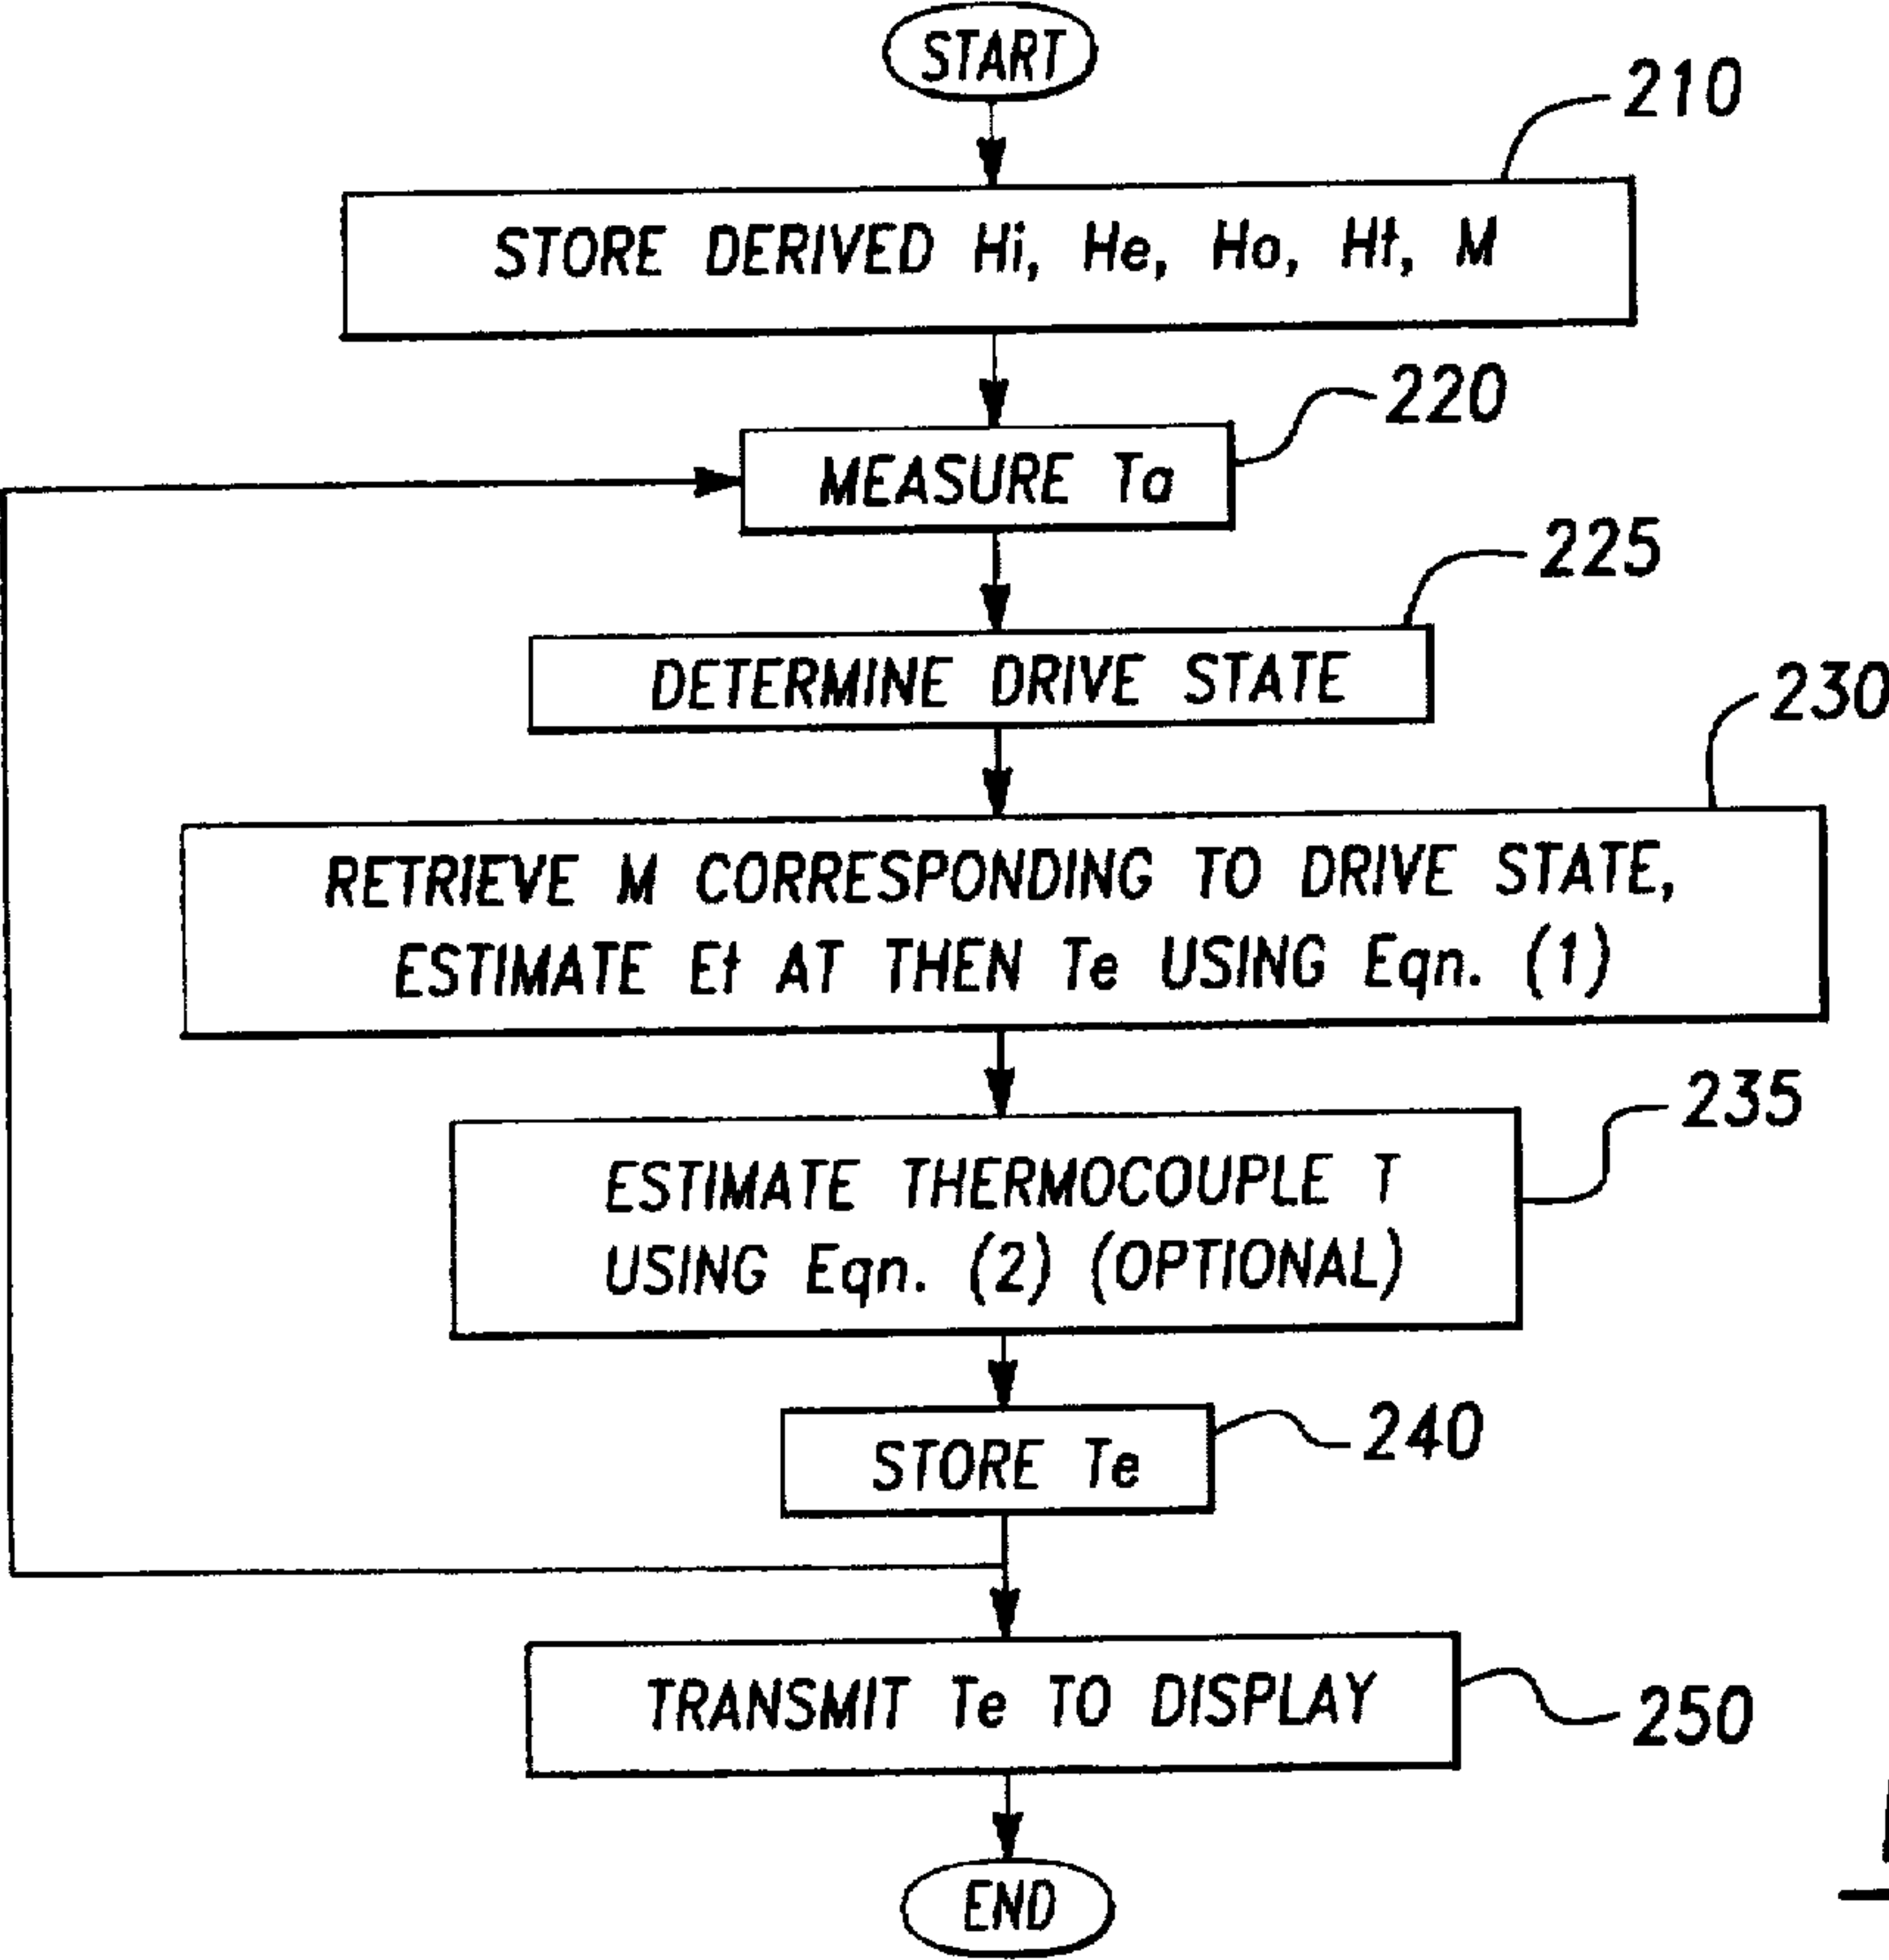 START
210
STORE DERIVED Hi, He, Ho, Ht, M
220
MEASURE To
225
DETERMINE DRIVE STATE
230
RETRIEVE M CORRESPONDING TO DRIVE STATE,
ESTIMATE Et AT THEN Te USING Eqn. (1)
235
ESTIMATE THERMOCOUPLE T
USING Eqn. (2) (OPTIONAL)
240
STORE Te
TRANSMIT Te TO DISPLAY
250
END